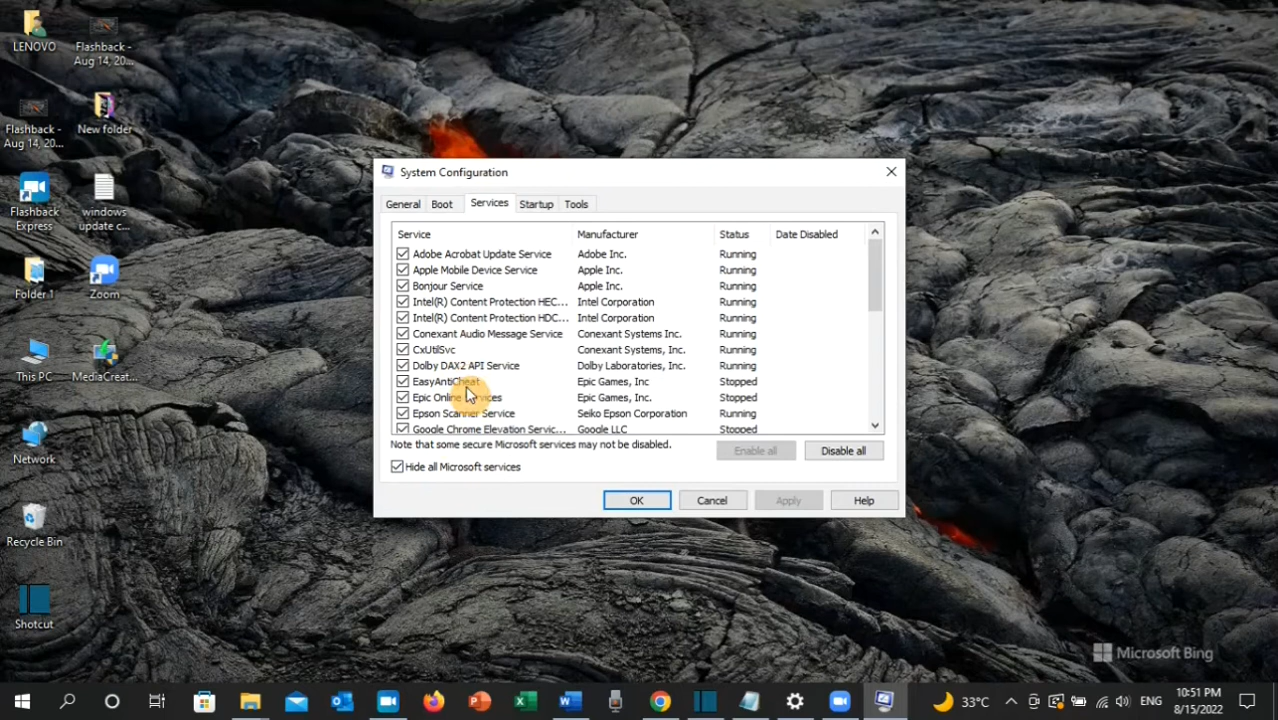 LENOVO
Flashback -
Aug 14, 20...
Flashback -
Aug 14, 20...
New folder
Flashback
Express
windows
update c...
Folder 1
Zoom
This PC
MediaCreat...
Network
Recycle Bin
Shotcut
System Configuration
General
Boot
Services
Startup
Tools
Service
Manufacturer
Status
Date Disabled
Adobe Acrobat Update Service
Adobe Inc.
Running
Apple Mobile Device Service
Apple Inc.
Running
Bonjour Service
Apple Inc.
Running
Intel(R) Content Protection HEC...
Intel Corporation
Running
Intel(R) Content Protection HDC...
Intel Corporation
Running
Conexant Audio Message Service
Conexant Systems Inc.
Running
CxUtilSvc
Conexant Systems, Inc.
Running
Dolby DAX2 API Service
Dolby Laboratories, Inc.
Running
EasyAntiCheat
Epic Games, Inc
Stopped
Epic Online Services
Epic Games, Inc.
Stopped
Epson Scanner Service
Seiko Epson Corporation
Running
Google Chrome Elevation Servic...
Google LLC
Stopped
Note that some secure Microsoft services may not be disabled.
Enable all
Disable all
Hide all Microsoft services
OK
Cancel
Apply
Help
Microsoft Bing
33°C
ENG
10:51 PM
8/15/2022